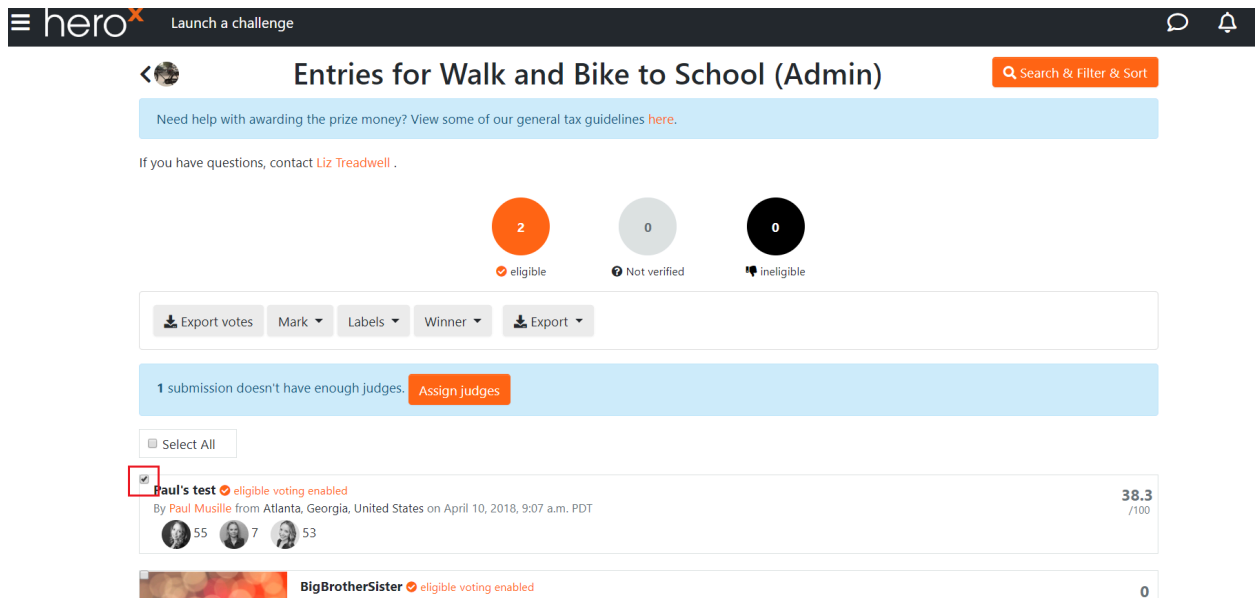 herox Launch a challenge
Entries for Walk and Bike to School (Admin)
Search & Filter & Sort
Need help with awarding the prize money? View some of our general tax guidelines here.
If you have questions, contact Liz Treadwell .
2 0 0
eligible Not verified ineligible
Export votes Mark Labels Winner Export
1 submission doesn't have enough judges. Assign judges
Select All
Paul's test eligible voting enabled
38.3
By Paul Musille from Atlanta, Georgia, United States on April 10, 2018, 9:07 a.m. PDT
/100
55 7 53
BigBrotherSister eligible voting enabled
0